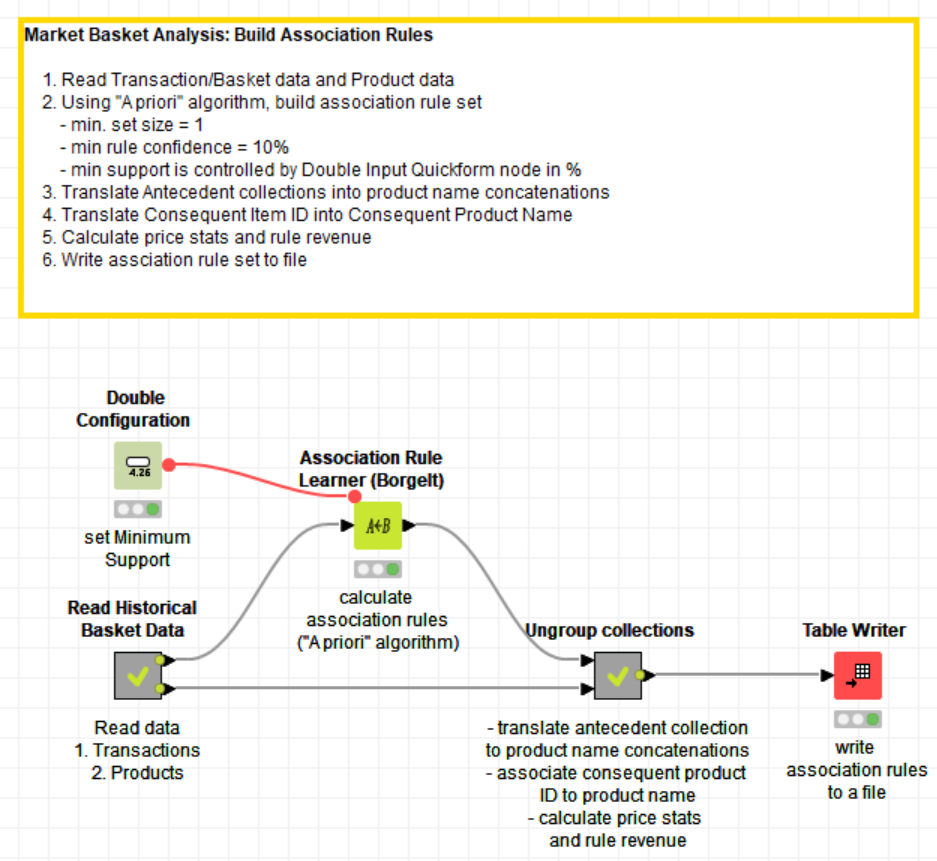 Market Basket Analysis: Build Association Rules
1. Read Transaction/Basket data and Product data
2. Using "Apriori" algorithm, build association rule set
- min. set size = 1
- min rule confidence = 10%
- min support is controlled by Double Input Quickform node in %
3. Translate Antecedent collections into product name concatenations
4. Translate Consequent Item ID into Consequent Product Name
5. Calculate price stats and rule revenue
6. Write assciation rule set to file
Double
Configuration
4.26
set Minimum
Support
Association Rule
Learner (Borgelt)
A+B
calculate
association rules
("Apriori" algorithm)
Read Historical
Basket Data
Read data
1. Transactions
2. Products
Ungroup collections
- translate antecedent collection
to product name concatenations
- associate consequent product
ID to product name
- calculate price stats
and rule revenue
Table Writer
write
association rules
to a file